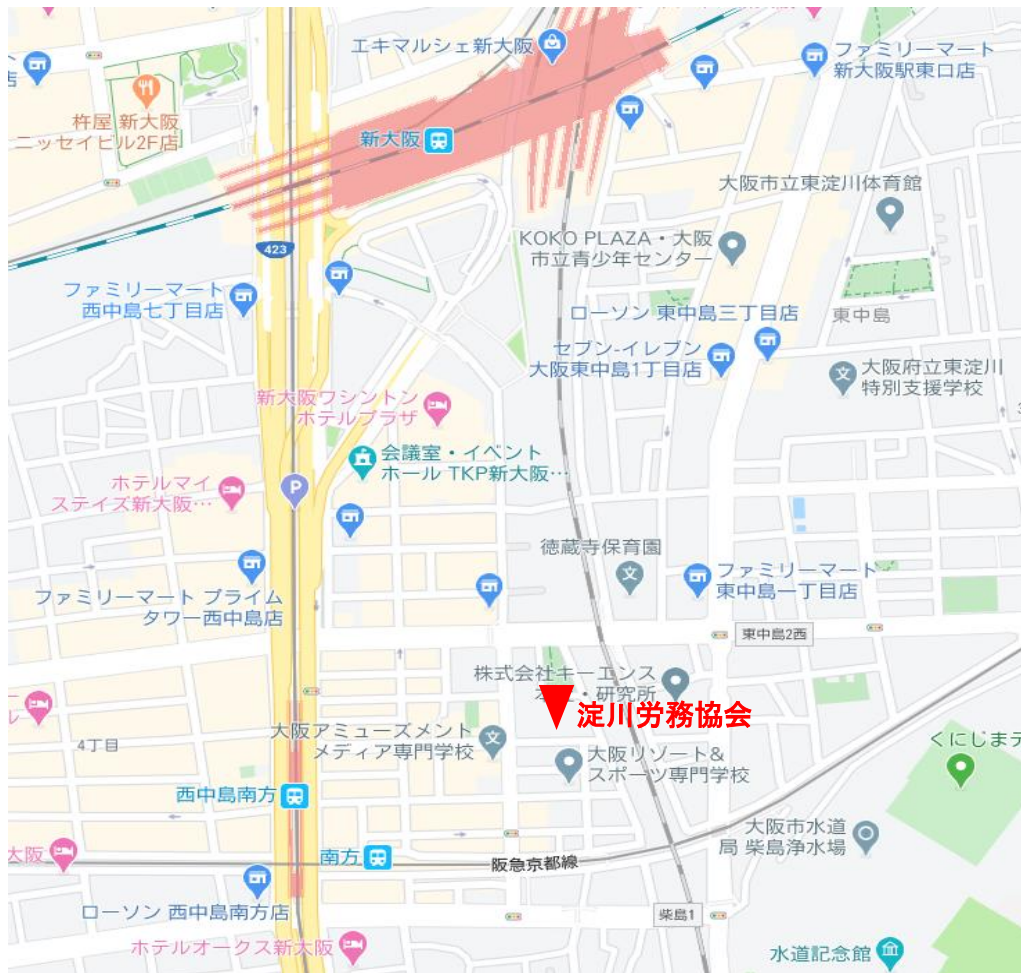 エキマルシェ新大阪
ファミリーマート
新大阪駅東口店
杵屋 新大阪
ニッセイビル2F店
新大阪
大阪市立東淀川体育館
KOKO PLAZA・大阪
市立青少年センター
423
ファミリーマート
西中島七丁目店
ローソン 東中島三丁目店
東中島
セブン-イレブン
大阪東中島1丁目店
大阪府立東淀川
特別支援学校
新大阪ワシントン
ホテルプラザ
会議室・イベント
ホール TKP新大阪…
P
ホテルマイ
ステイズ新大阪…
徳蔵寺保育園
ファミリーマート
東中島一丁目店
ファミリーマート プライム
タワー西中島店
東中島2西
株式会社キーエンス
・研究所
淀川労務協会
大阪アミューズメント
メディア専門学校
4丁目
大阪リゾート&
スポーツ専門学校
くにじまテ
西中島南方
大阪市水道
局 柴島浄水場
大阪
南方
阪急京都線
ローソン 西中島南方店
柴島1
ホテルオークス新大阪
水道記念館